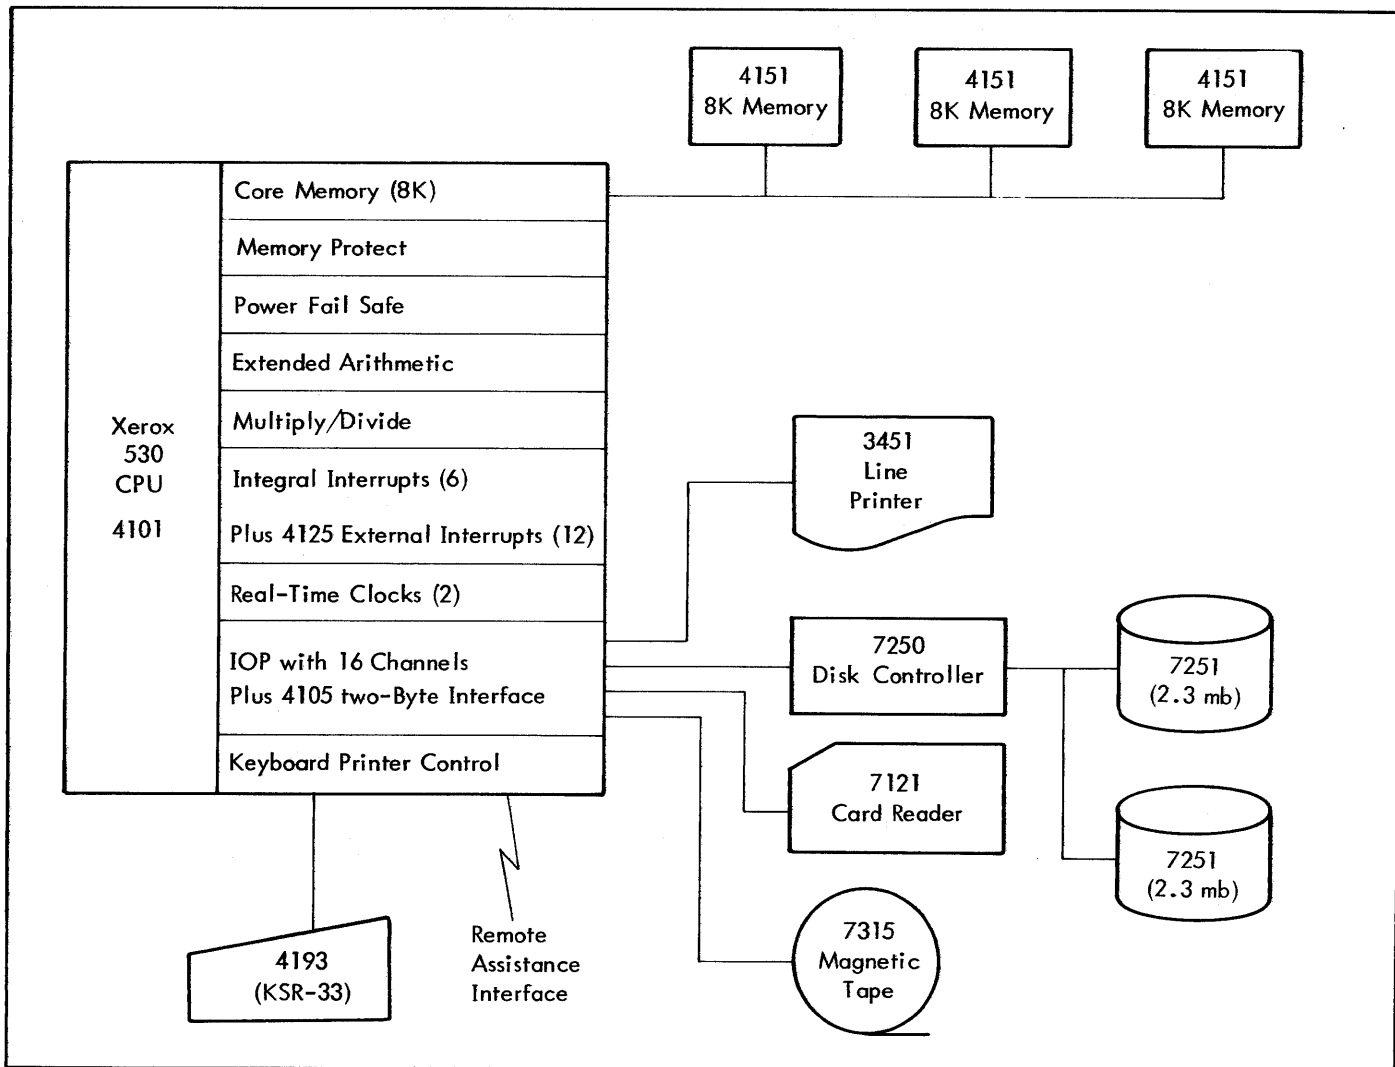 4151
8K Memory
4151
8K Memory
4151
8K Memory
Xerox
530
CPU
4101
Core Memory (8K)
Memory Protect
Power Fail Safe
Extended Arithmetic
Multiply/Divide
Integral Interrupts (6)
Plus 4125 External Interrupts (12)
Real-Time Clocks (2)
IOP with 16 Channels
Plus 4105 two-Byte Interface
Keyboard Printer Control
3451
Line
Printer
7250
Disk Controller
7251
(2.3 mb)
7121
Card Reader
7251
(2.3 mb)
7315
Magnetic
Tape
4193
(KSR-33)
Remote
Assistance
Interface